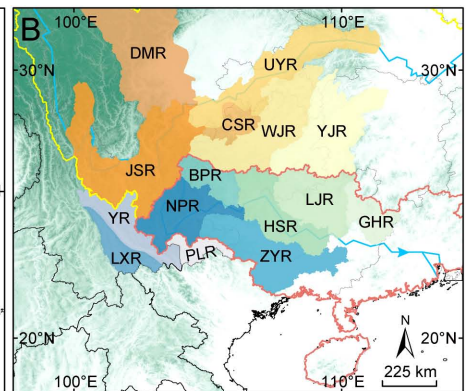 B
100°E
110°E
DMR
30°N
UYR
30°N
CSR
WJR
YJR
JSR
BPR
NPR
LJR
YR
HSR
GHR
LXR
PLR
ZYR
N
20°N
20°N
100°E
110°E
225 km